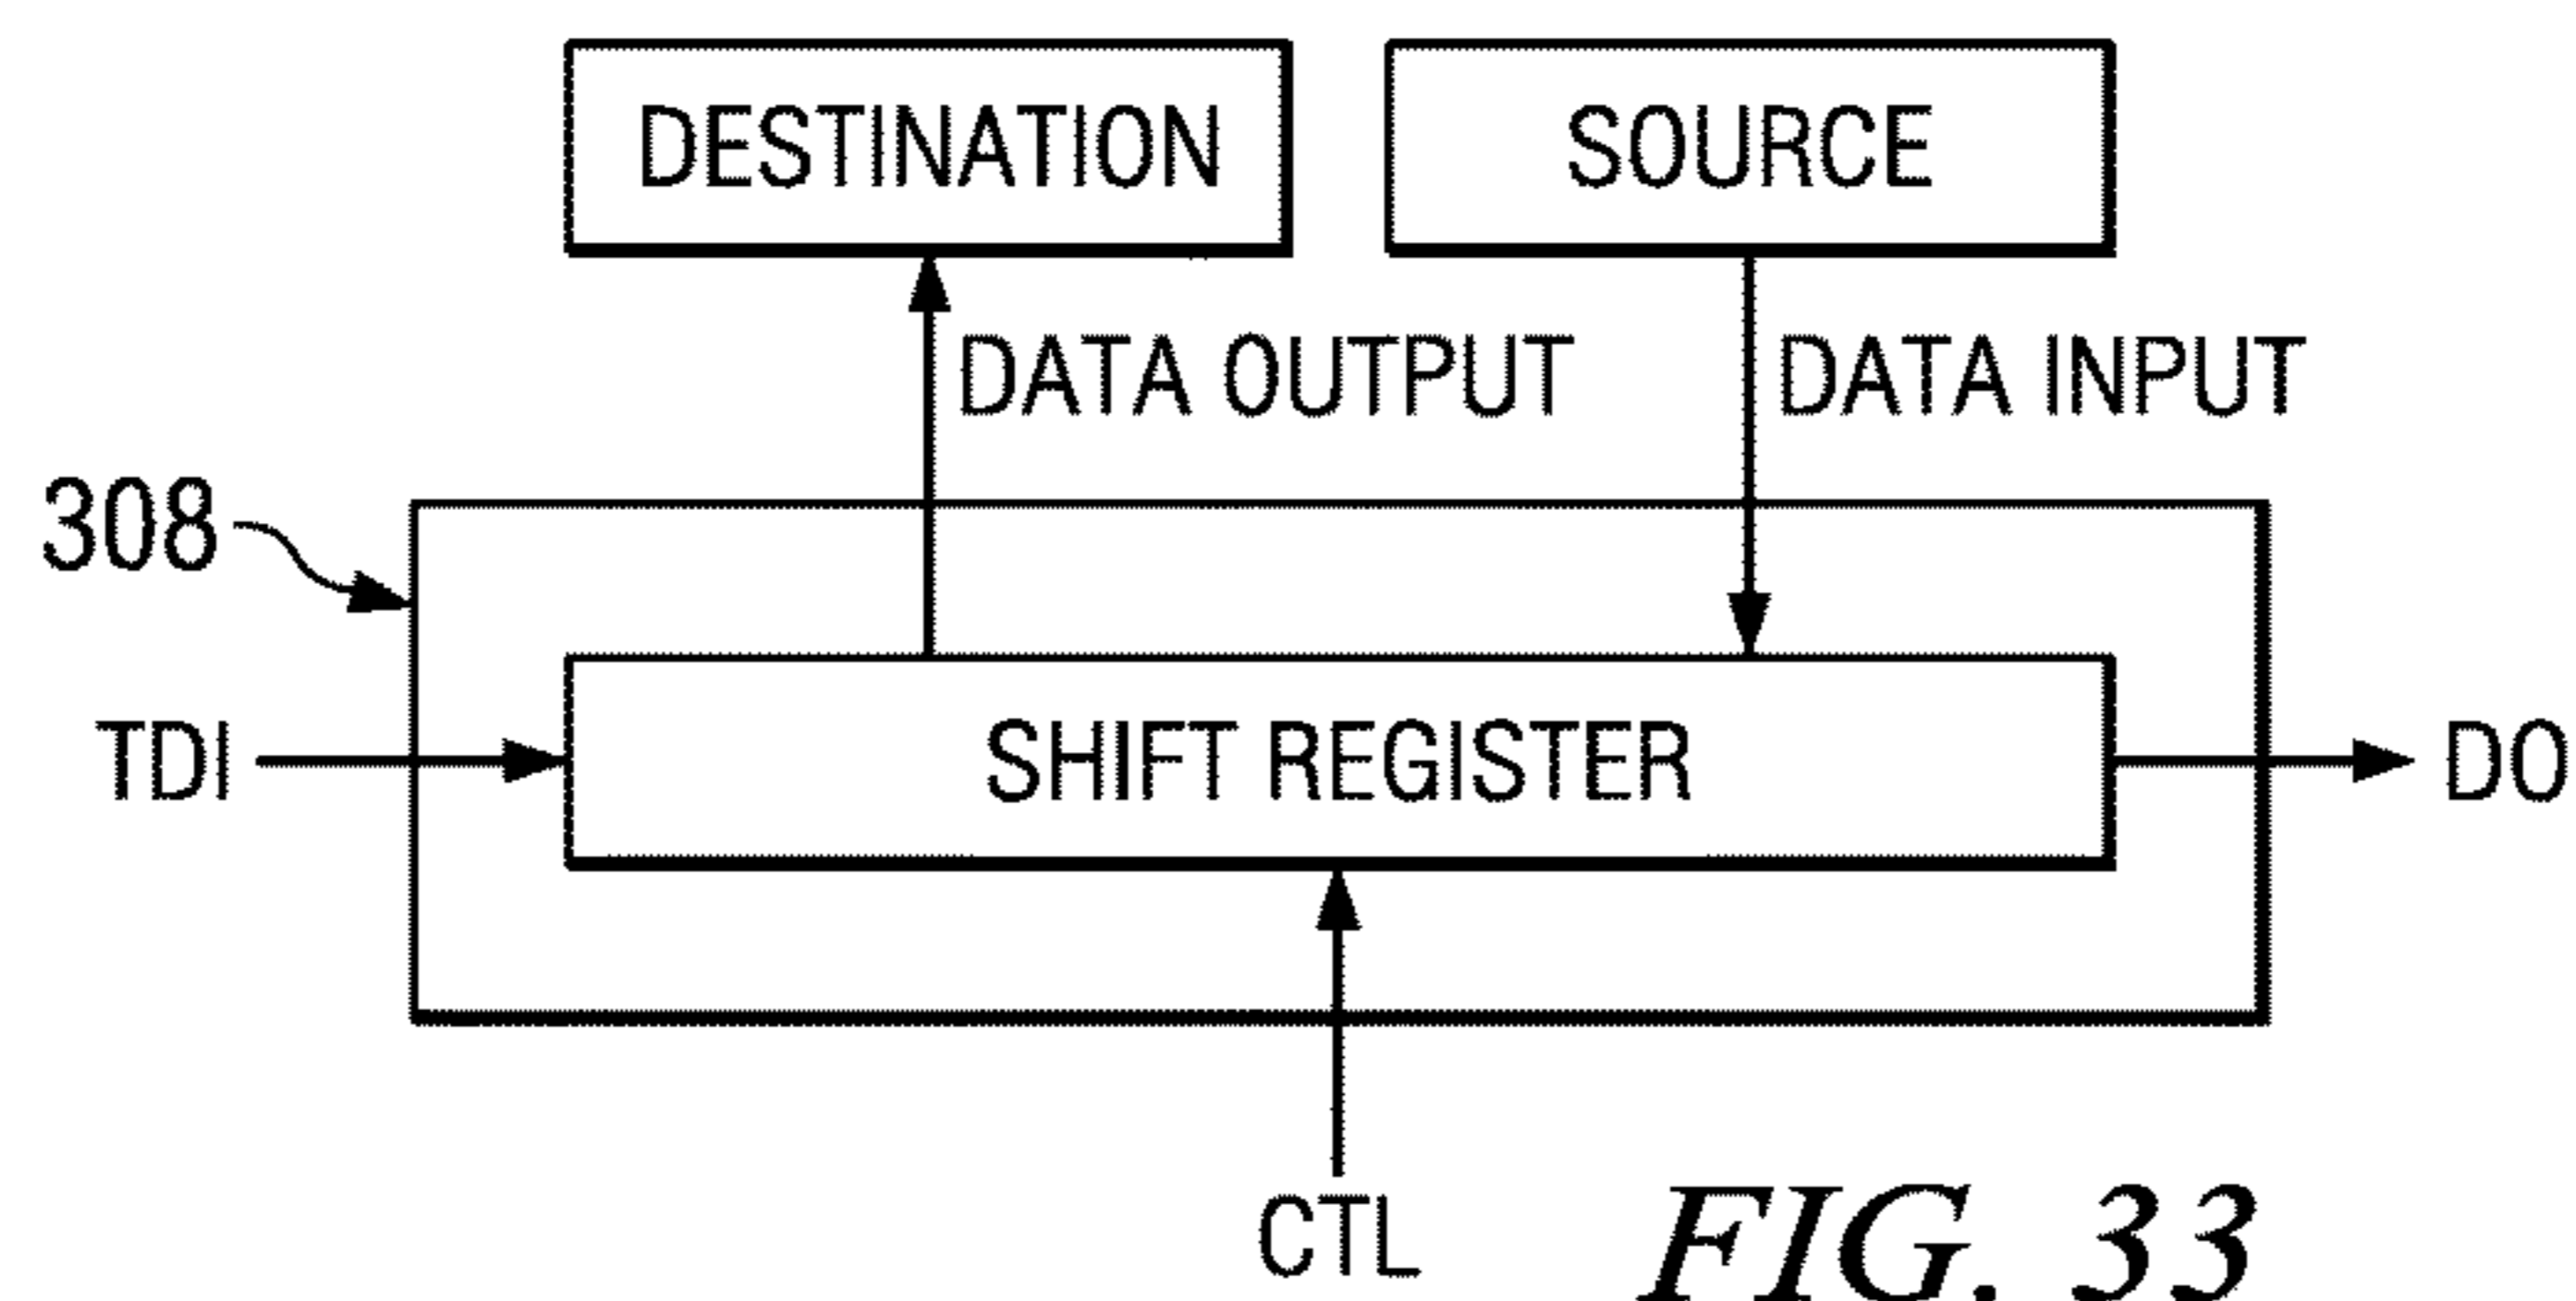 DESTINATION
SOURCE
DATA OUTPUT
DATA INPUT
308
TDI
SHIFT REGISTER
DO
CTL
FIG. 33